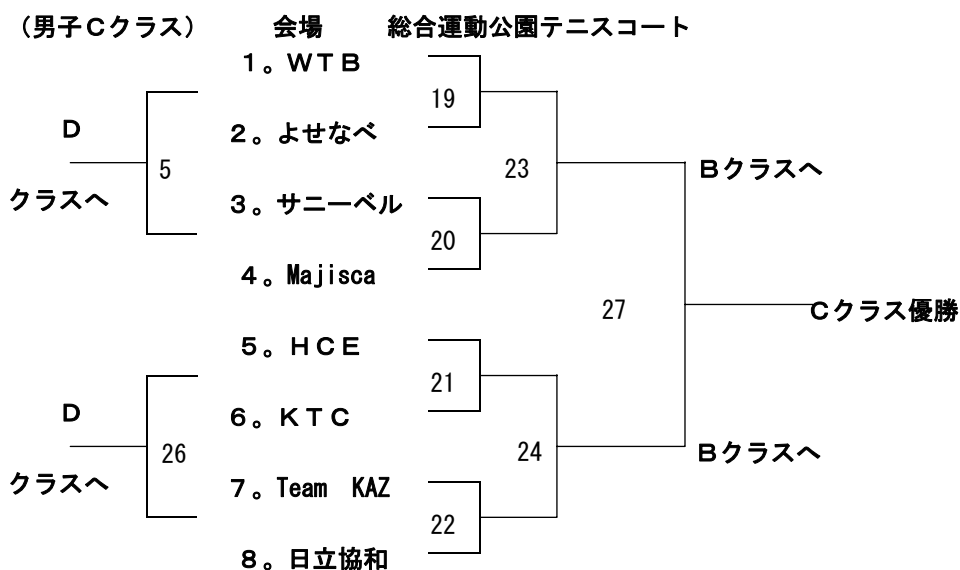 （男子Ｃクラス） 会場 総合運動公園テニスコート
１。ＷＴＢ
19
D
２。よせなべ
5
23
Ｂクラスへ
クラスへ
３。サニーベル
20
４。Majisca
27
Ｃクラス優勝
５。ＨＣＥ
21
D
６。ＫＴＣ
26
24
Ｂクラスへ
クラスへ
７。Team KAZ
22
８。日立協和